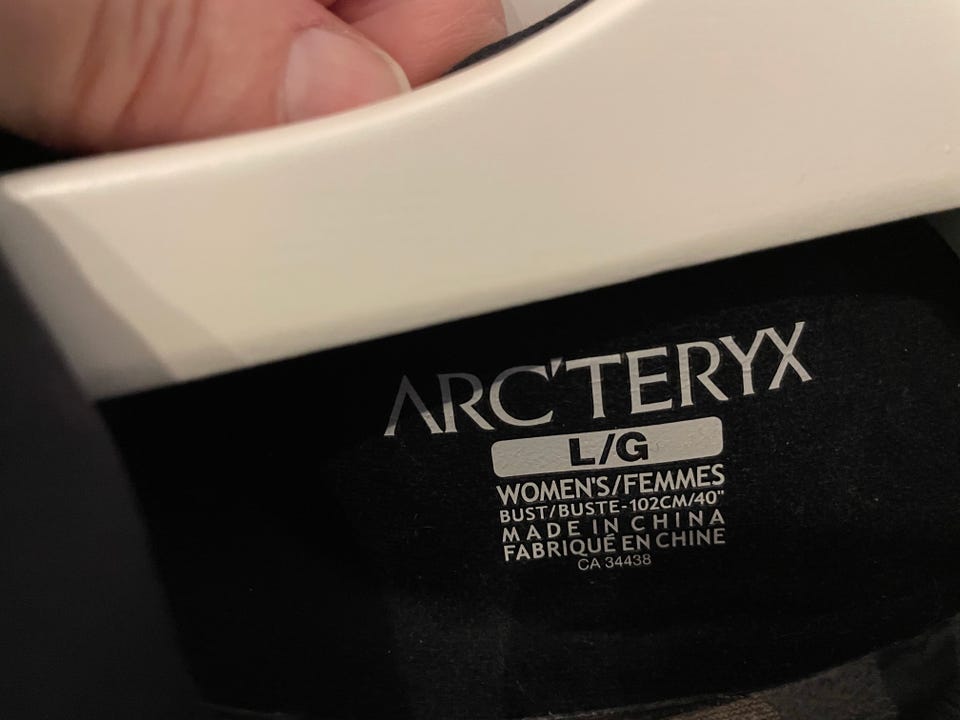 ARC'TERYX
L/G
WOMEN'S/FEMMES
BUST/BUSTE-102CM/40"
MADE IN CHINA
FABRIQUÉ EN CHINE
CA 34438